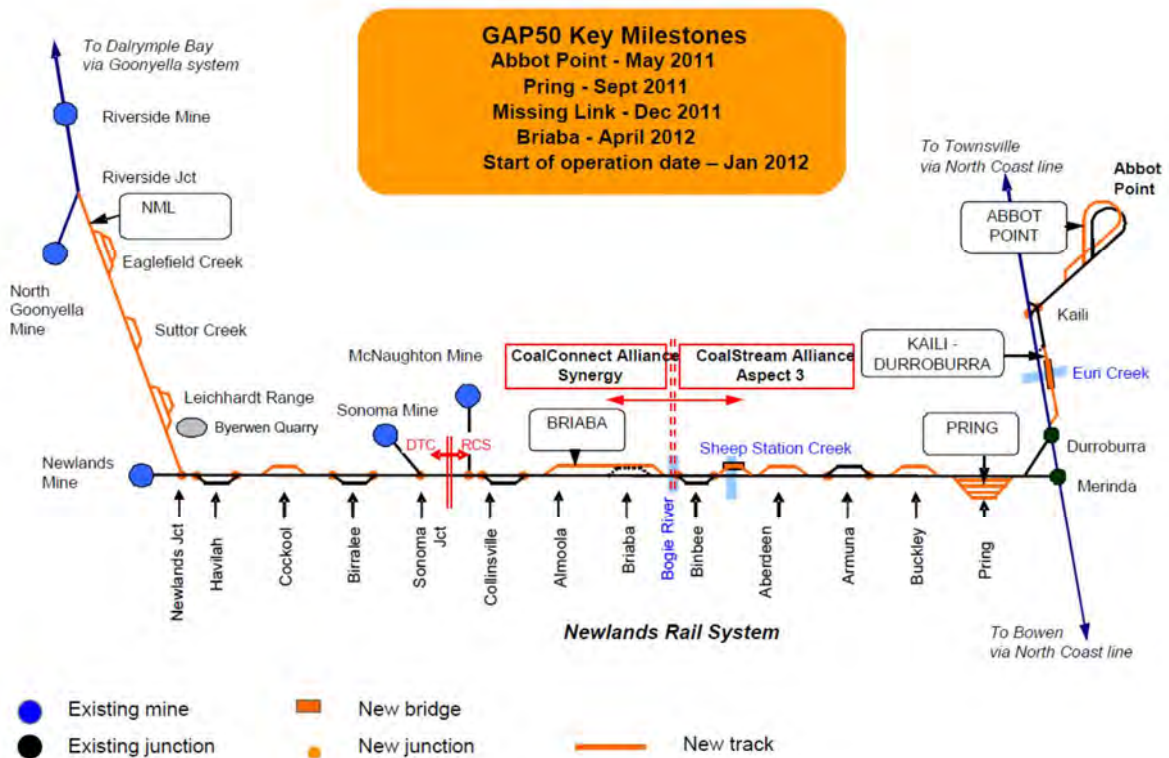 GAP50 Key Milestones
Abbot Point - May 2011
Pring - Sept 2011
Missing Link - Dec 2011
Briaba - April 2012
Start of operation date – Jan 2012
To Dalrymple Bay
via Goonyella system
Riverside Mine
Riverside Jct
NML
Eaglefield Creek
North
Goonyella
Mine
Suttor Creek
Leichhardt Range
Byerwen Quarry
Newlands
Mine
McNaughton Mine
Sonoma Mine
DTC
RCS
CoalConnect Alliance
Synergy
CoalStream Alliance
Aspect 3
BRIABA
Sheep Station Creek
To Townsville
via North Coast line
Abbot
Point
ABBOT
POINT
Kaili
KAILI -
DURROBURRA
Euri Creek
PRING
Durroburra
Merinda
Newlands Jct
Havilah
Cockool
Birralee
Sonoma
Jct
Collinsville
Almoola
Briaba
Bogie River
Binbee
Aberdeen
Armuna
Buckley
Pring
Newlands Rail System
To Bowen
via North Coast line
Existing mine
New bridge
Existing junction
New junction
New track